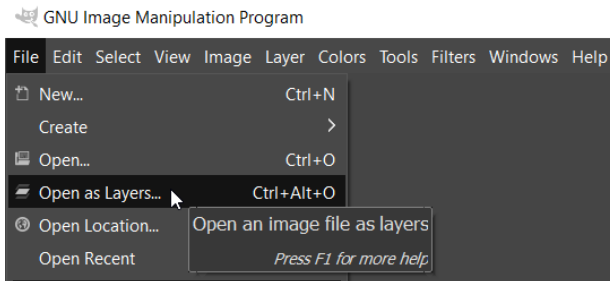 GNU Image Manipulation Program
File Edit Select View Image Layer Colors Tools Filters Windows Help
New... Ctrl+N
Create
Open... Ctrl+O
Open as Layers... Ctrl+Alt+O
Open Location... Open an image file as layers
Open Recent Press F1 for more help